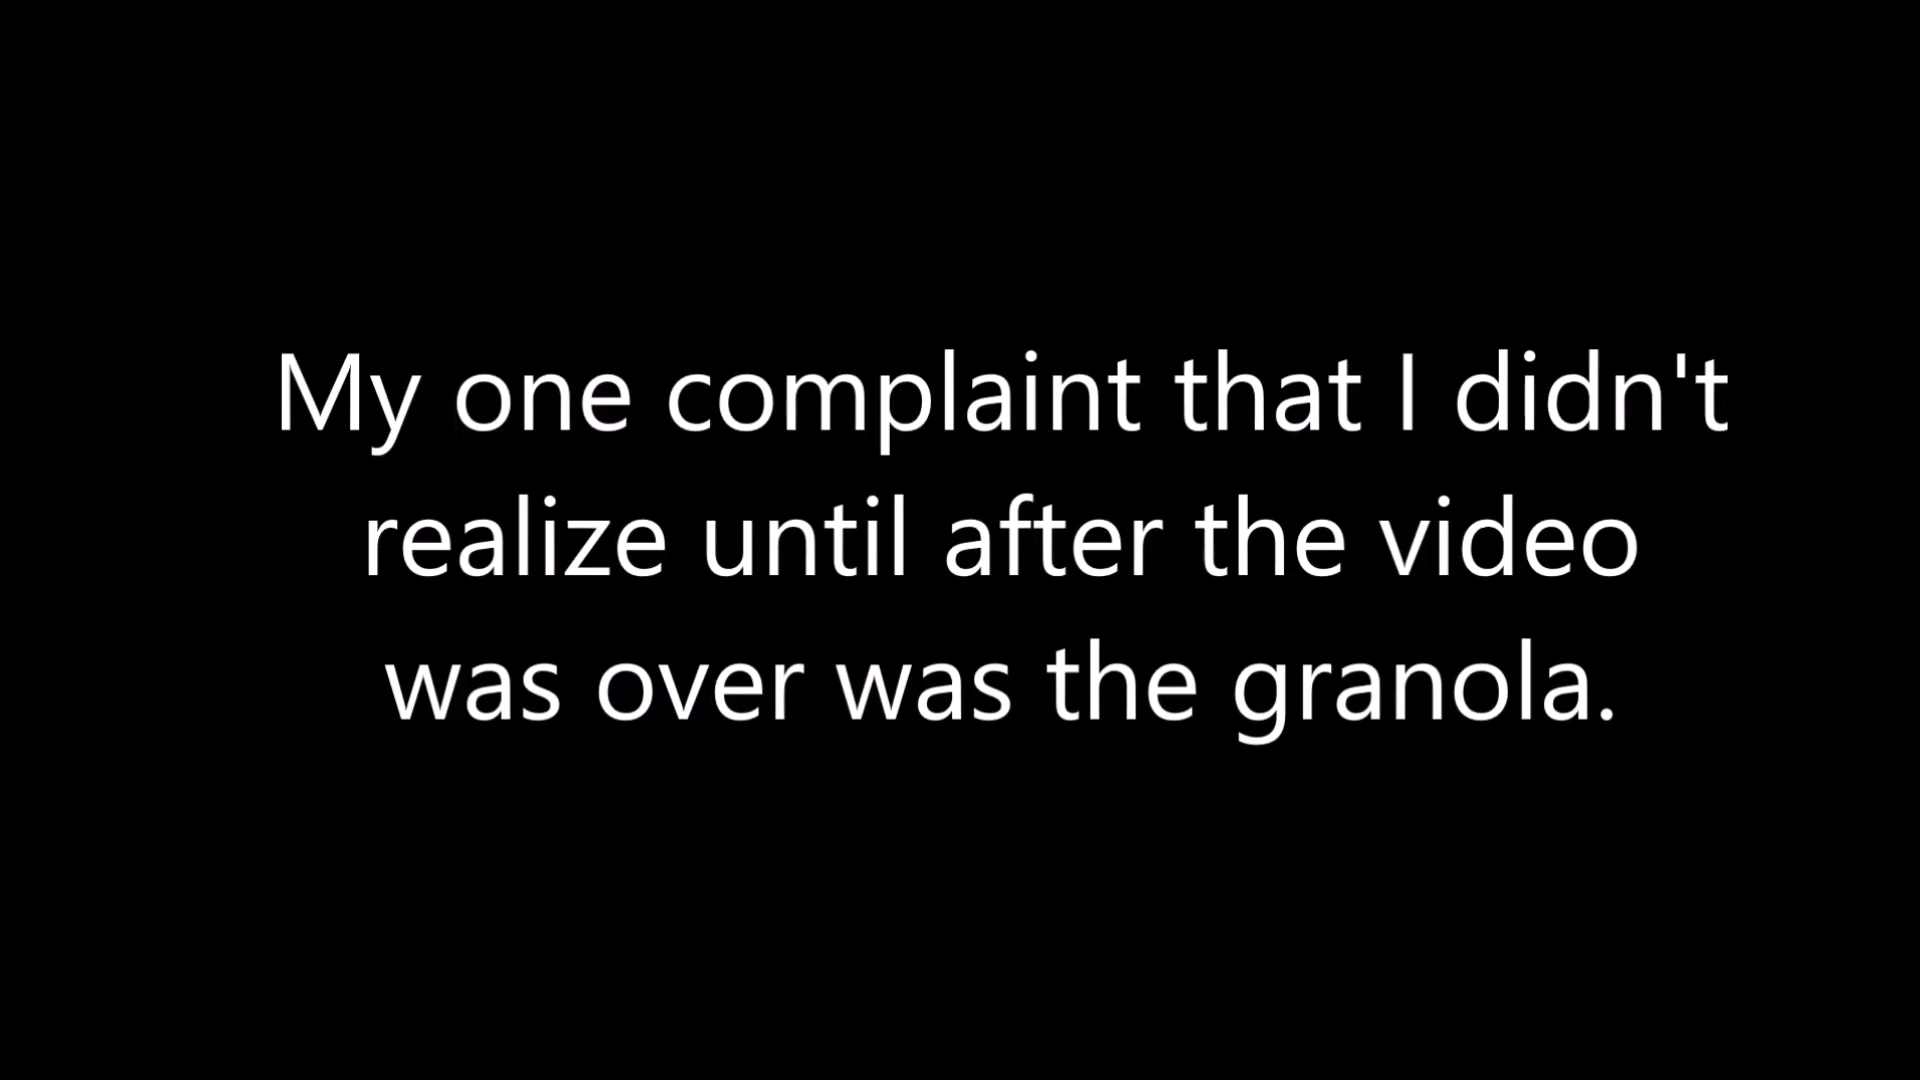 My one complaint that I didn't
realize until after the video
was over was the granola.